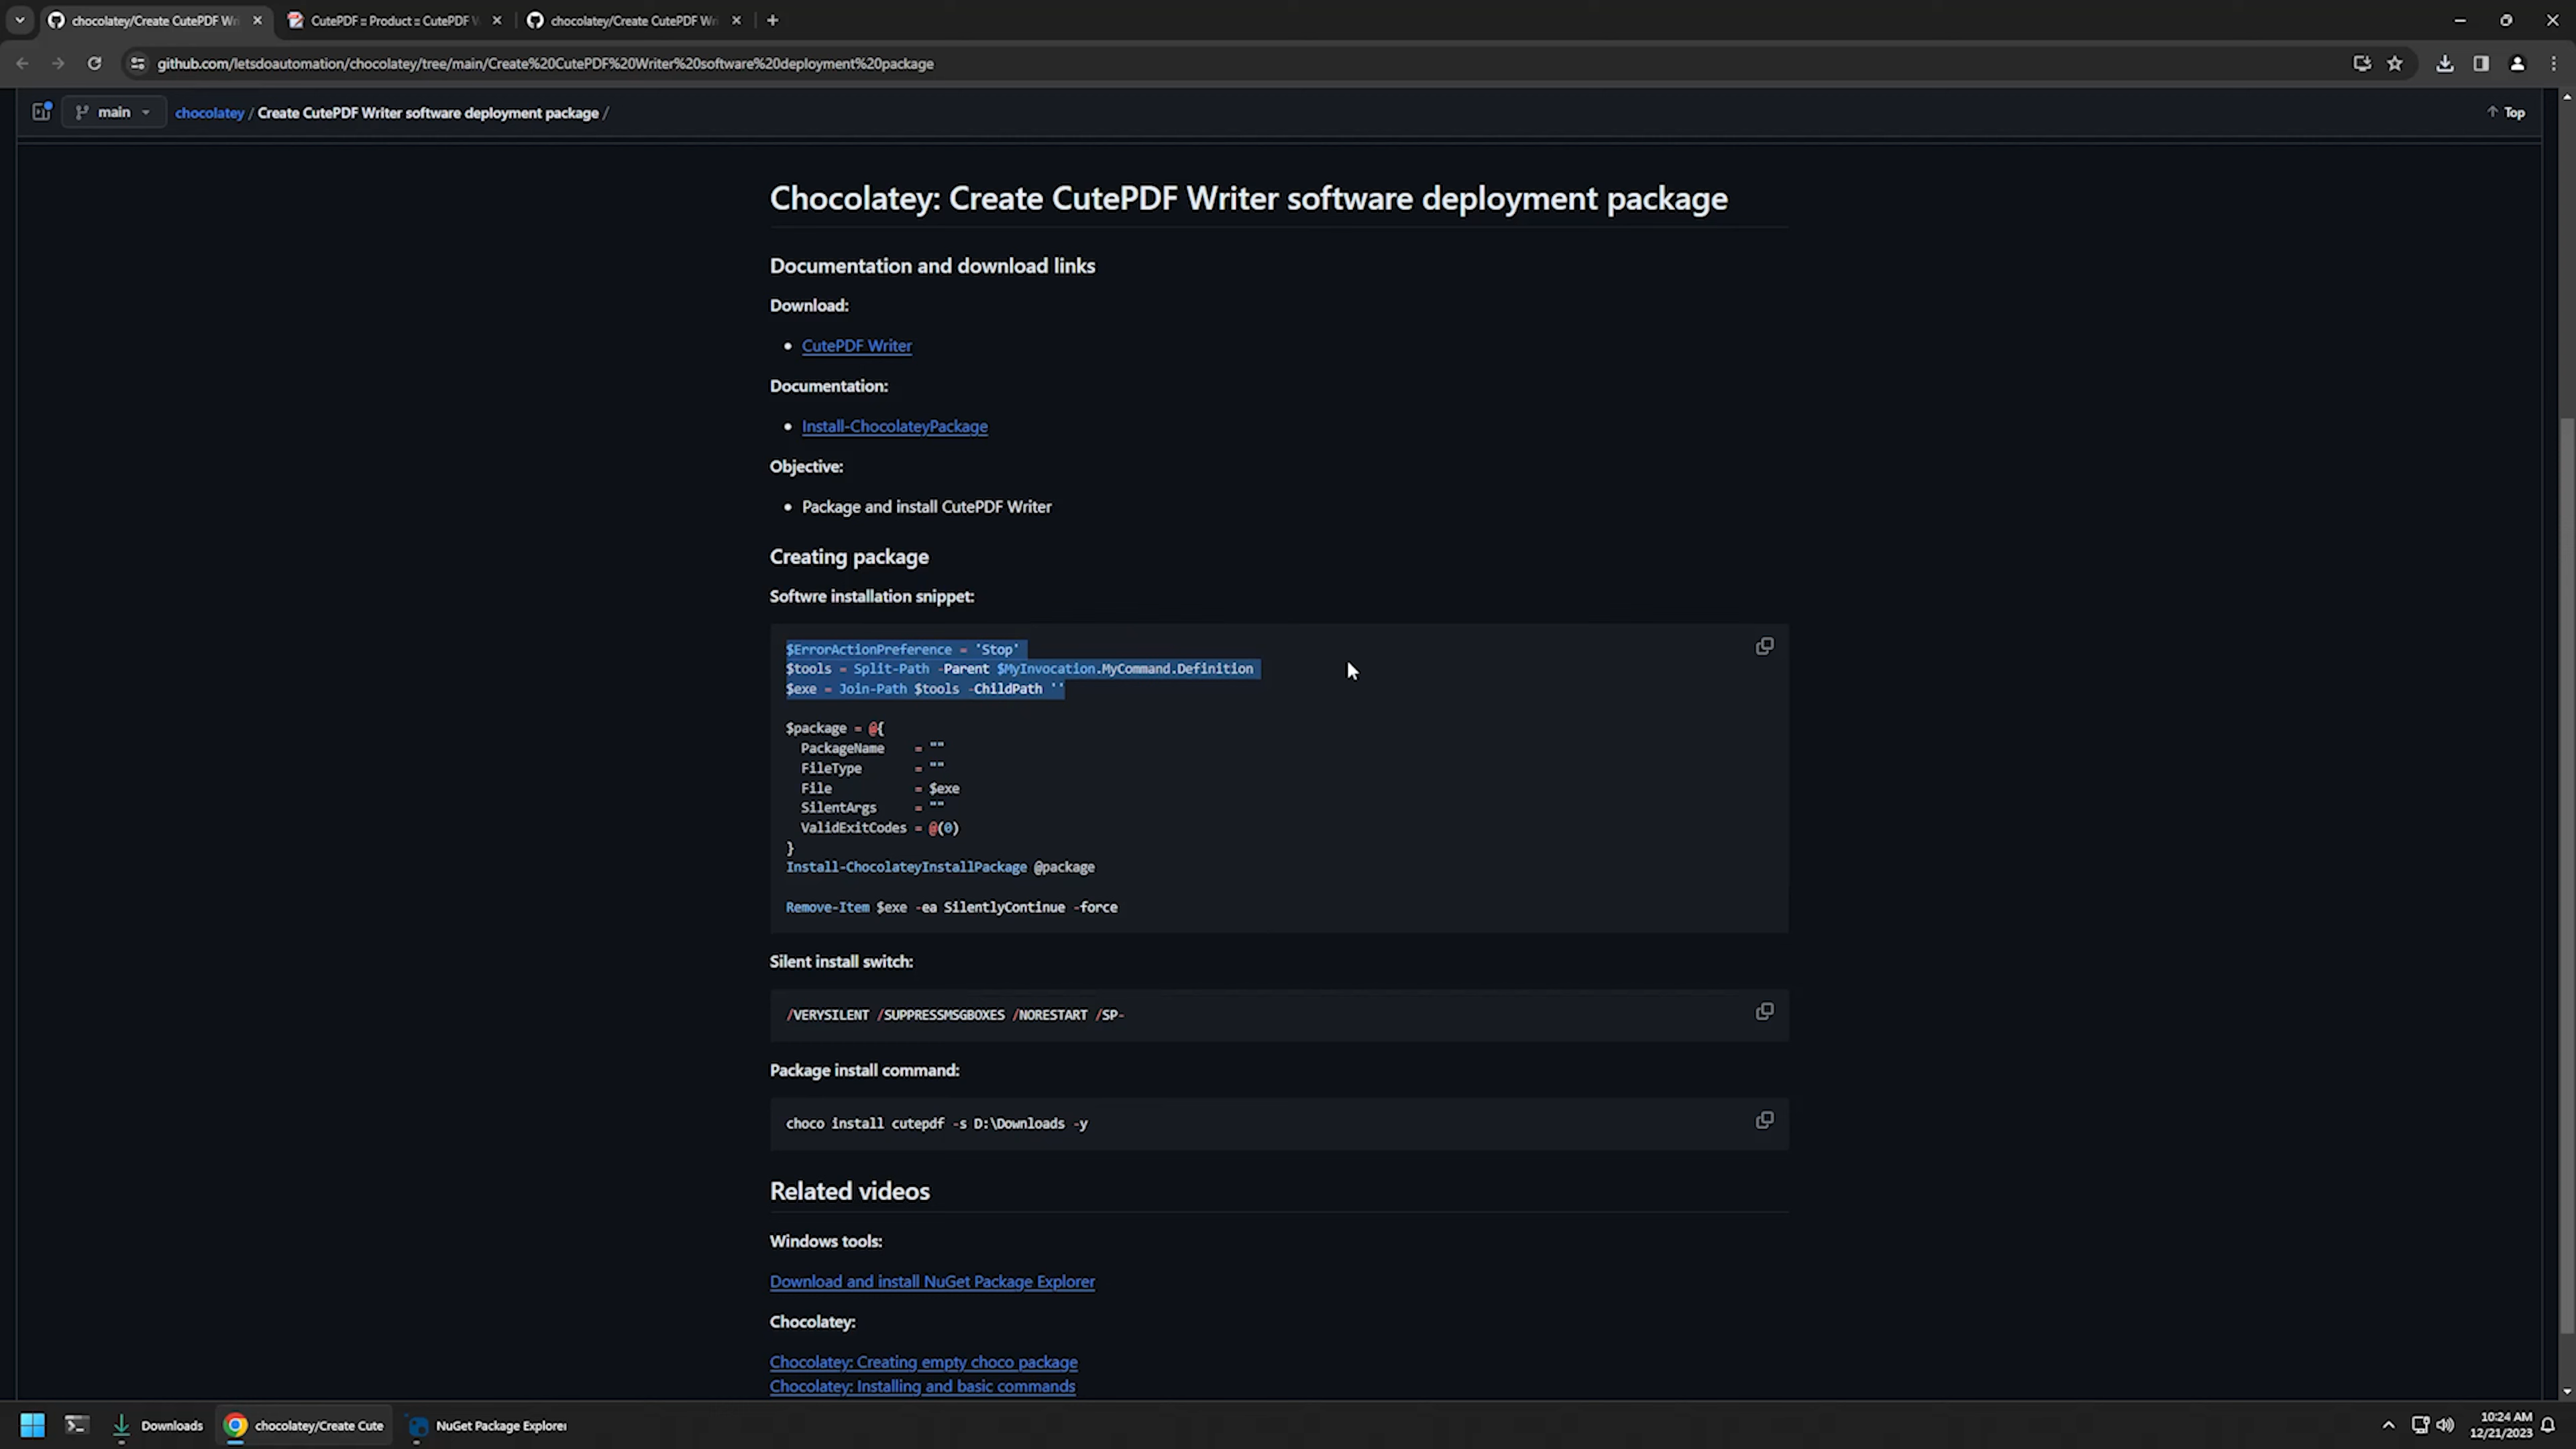 chocolatey/Create CutePDF Wri
CutePDF :: Product :: CutePDF W
chocolatey/Create CutePDF Wri
github.com/letsdoautomation/chocolatey/tree/main/Create%20CutePDF%20Writer%20software%20deployment%20package
main
chocolatey / Create CutePDF Writer software deployment package /
Top
Chocolatey: Create CutePDF Writer software deployment package
Documentation and download links
Download:
CutePDF Writer
Documentation:
Install-ChocolateyPackage
Objective:
Package and install CutePDF Writer
Creating package
Softwre installation snippet:
$ErrorActionPreference = 'Stop'
$tools = Split-Path -Parent $MyInvocation.MyCommand.Definition
$exe = Join-Path $tools -ChildPath ''
$package = @{
PackageName = ""
FileType = ""
File = $exe
SilentArgs = ""
ValidExitCodes = @(0)
}
Install-ChocolateyInstallPackage @package
Remove-Item $exe -ea SilentlyContinue -force
Silent install switch:
/VERYSILENT /SUPPRESSMSGBOXES /NORESTART /SP-
Package install command:
choco install cutepdf -s D:\Downloads -y
Related videos
Windows tools:
Download and install NuGet Package Explorer
Chocolatey:
Chocolatey: Creating empty choco package
Chocolatey: Installing and basic commands
Downloads
chocolatey/Create Cute
NuGet Package Explorer
10:24 AM
12/21/2023